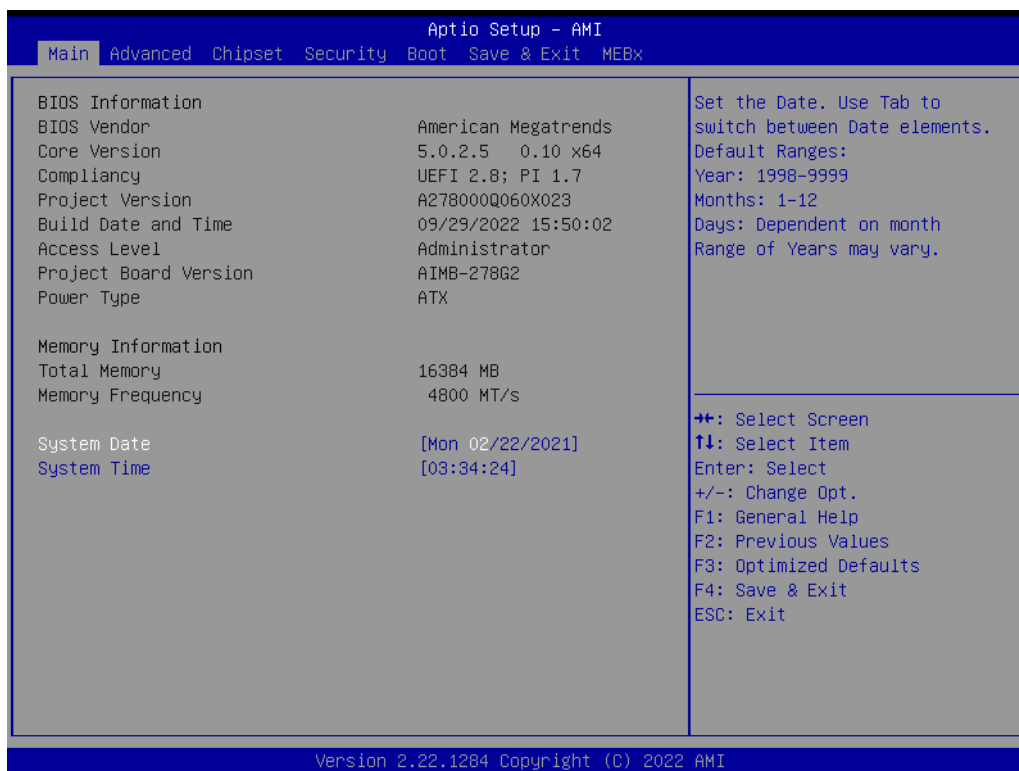 Aptio Setup – AMI
Main Advanced Chipset Security Boot Save & Exit MEBx
BIOS Information
BIOS Vendor American Megatrends
Core Version 5.0.2.5 0.10 x64
Compliancy UEFI 2.8; PI 1.7
Project Version A278000Q060X023
Build Date and Time 09/29/2022 15:50:02
Access Level Administrator
Project Board Version AIMB-278G2
Power Type ATX
Memory Information
Total Memory 16384 MB
Memory Frequency 4800 MT/s
System Date [Mon 02/22/2021]
System Time [03:34:24]
Set the Date. Use Tab to
switch between Date elements.
Default Ranges:
Year: 1998-9999
Months: 1-12
Days: Dependent on month
Range of Years may vary.
→←: Select Screen
↑↓: Select Item
Enter: Select
+/-: Change Opt.
F1: General Help
F2: Previous Values
F3: Optimized Defaults
F4: Save & Exit
ESC: Exit
Version 2.22.1284 Copyright (C) 2022 AMI